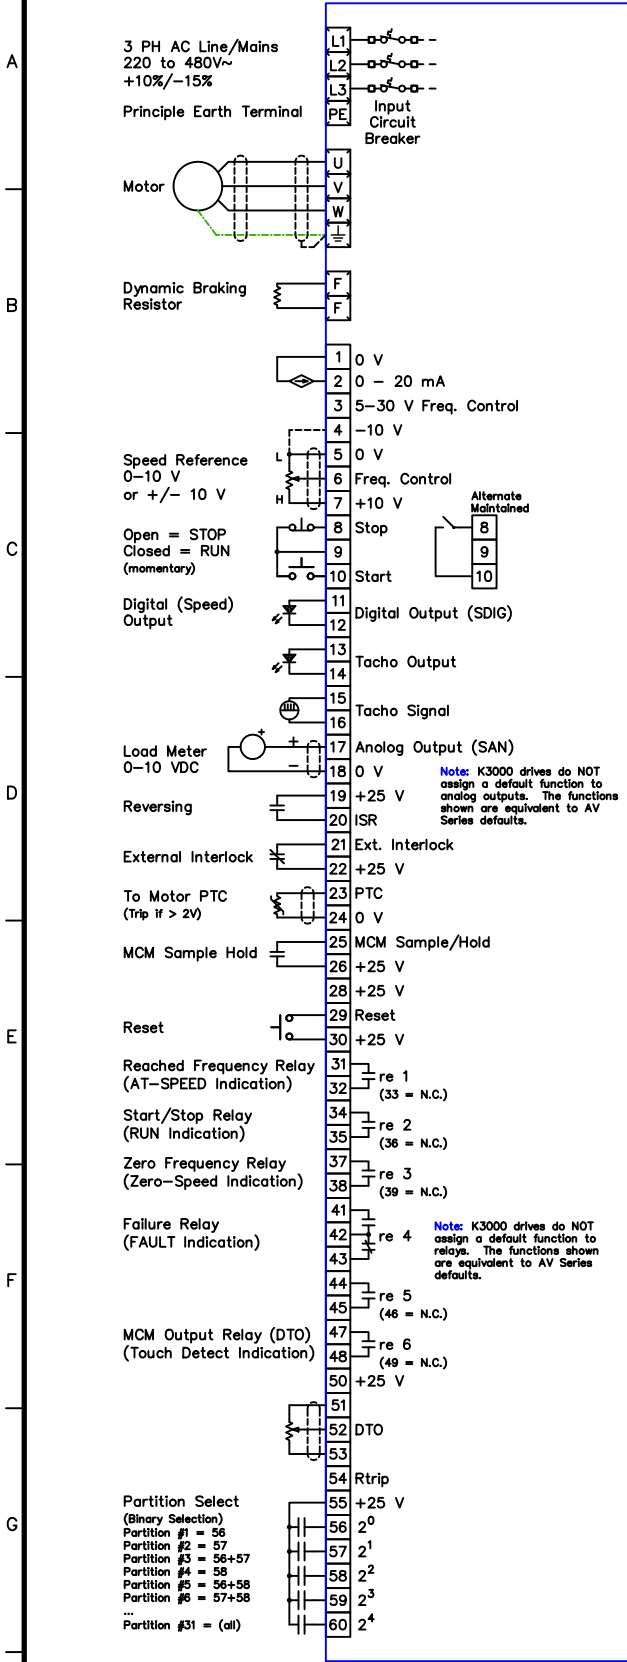 A
3 PH AC Line/Mains
220 to 480V~
+10%/-15%
Principle Earth Terminal
L1
L2
L3
PE
Input
Circuit
Breaker
Motor
U
V
W
B
Dynamic Braking
Resistor
F
F
1 0 V
2 0 - 20 mA
3 5-30 V Freq. Control
4 -10 V
C
Speed Reference
0-10 V
or +/- 10 V
L
H
5 0 V
6 Freq. Control
7 +10 V
Open = STOP
Closed = RUN
(momentary)
8 Stop
9
10 Start
Alternate
Maintained
8
9
10
Digital (Speed)
Output
11
12
Digital Output (SDIG)
13
14
Tacho Output
15
16
Tacho Signal
D
Load Meter
0-10 VDC
+
+
-
17 Analog Output (SAN)
18 0 V
Note: K3000 drives do NOT
assign a default function to
analog outputs. The functions
shown are equivalent to AV
Series defaults.
Reversing
19 +25 V
20 ISR
External Interlock
21 Ext. Interlock
22 +25 V
To Motor PTC
(Trip if > 2V)
23 PTC
24 0 V
E
MCM Sample Hold
25 MCM Sample/Hold
26 +25 V
28 +25 V
Reset
29 Reset
30 +25 V
Reached Frequency Relay
(AT-SPEED Indication)
31
32
re 1
(33 = N.C.)
Start/Stop Relay
(RUN Indication)
34
35
re 2
(36 = N.C.)
Zero Frequency Relay
(Zero-Speed Indication)
37
38
re 3
(39 = N.C.)
F
Failure Relay
(FAULT Indication)
41
42
43
re 4
Note: K3000 drives do NOT
assign a default function to
relays. The functions shown
are equivalent to AV Series
defaults.
44
45
re 5
(46 = N.C.)
MCM Output Relay (DTO)
(Touch Detect Indication)
47
48
re 6
(49 = N.C.)
50 +25 V
51
52 DTO
53
54 Rtrip
G
Partition Select
(Binary Selection)
Partition #1 = 56
Partition #2 = 57
Partition #3 = 56+57
Partition #4 = 58
Partition #5 = 56+58
Partition #6 = 57+58
...
Partition #31 = (all)
55 +25 V
56 2⁰
57 2¹
58 2²
59 2³
60 2⁴